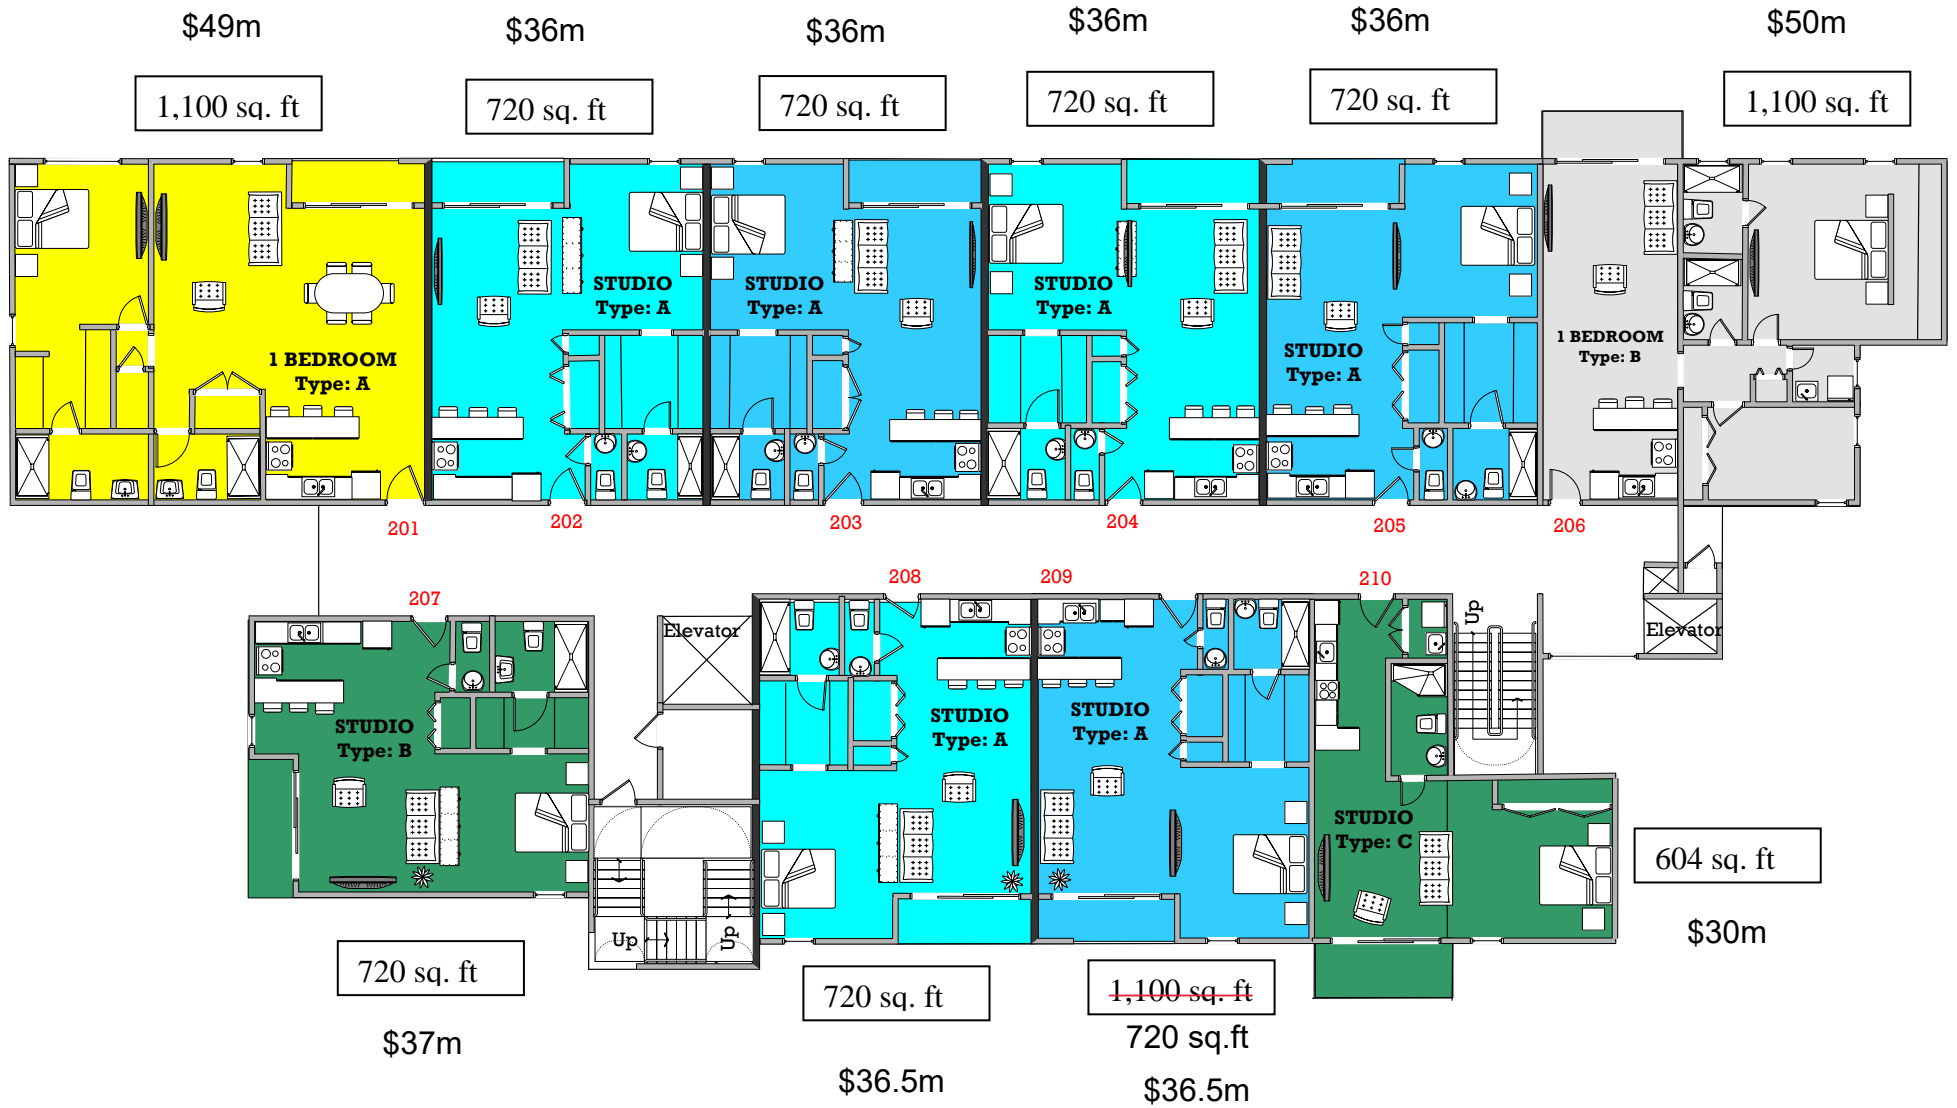 $49m
$36m
$36m
$36m
$36m
$50m
1,100 sq. ft
720 sq. ft
720 sq. ft
720 sq. ft
720 sq. ft
1,100 sq. ft
1 BEDROOM
Type: A
STUDIO
Type: A
STUDIO
Type: A
STUDIO
Type: A
STUDIO
Type: A
1 BEDROOM
Type: B
201
202
203
204
205
206
207
208
209
210
Elevator
Up
Elevator
STUDIO
Type: B
STUDIO
Type: A
STUDIO
Type: A
STUDIO
Type: C
Up
Up
604 sq. ft
$30m
720 sq. ft
$37m
720 sq. ft
$36.5m
1,100 sq. ft
720 sq.ft
$36.5m